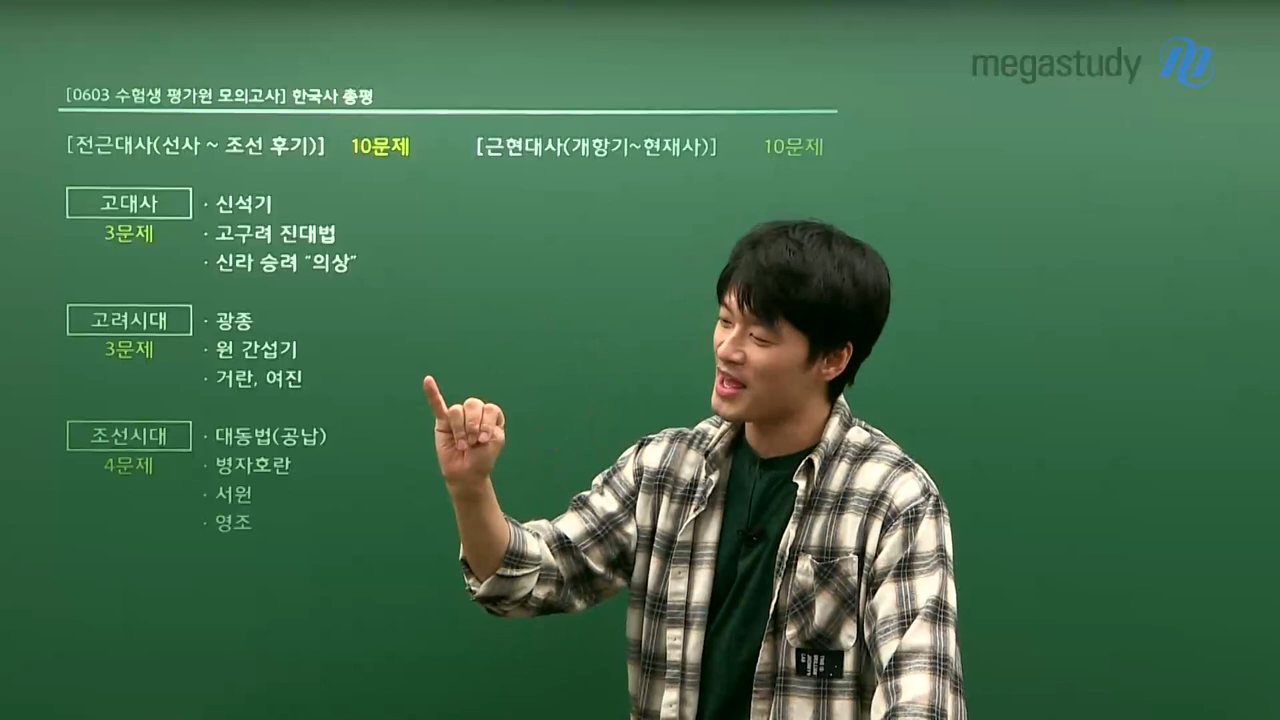 megastudy
[0603 수험생 평가원 모의고사] 한국사 총평
[전근대사(선사 ~ 조선 후기)] 10문제 [근현대사(개항기~현재사)] 10문제
고대사 · 신석기
3문제 · 고구려 진대법
· 신라 승려 “의상”
고려시대 · 광종
3문제 · 원 간섭기
· 거란, 여진
조선시대 · 대동법(공납)
4문제 · 병자호란
· 서원
· 영조